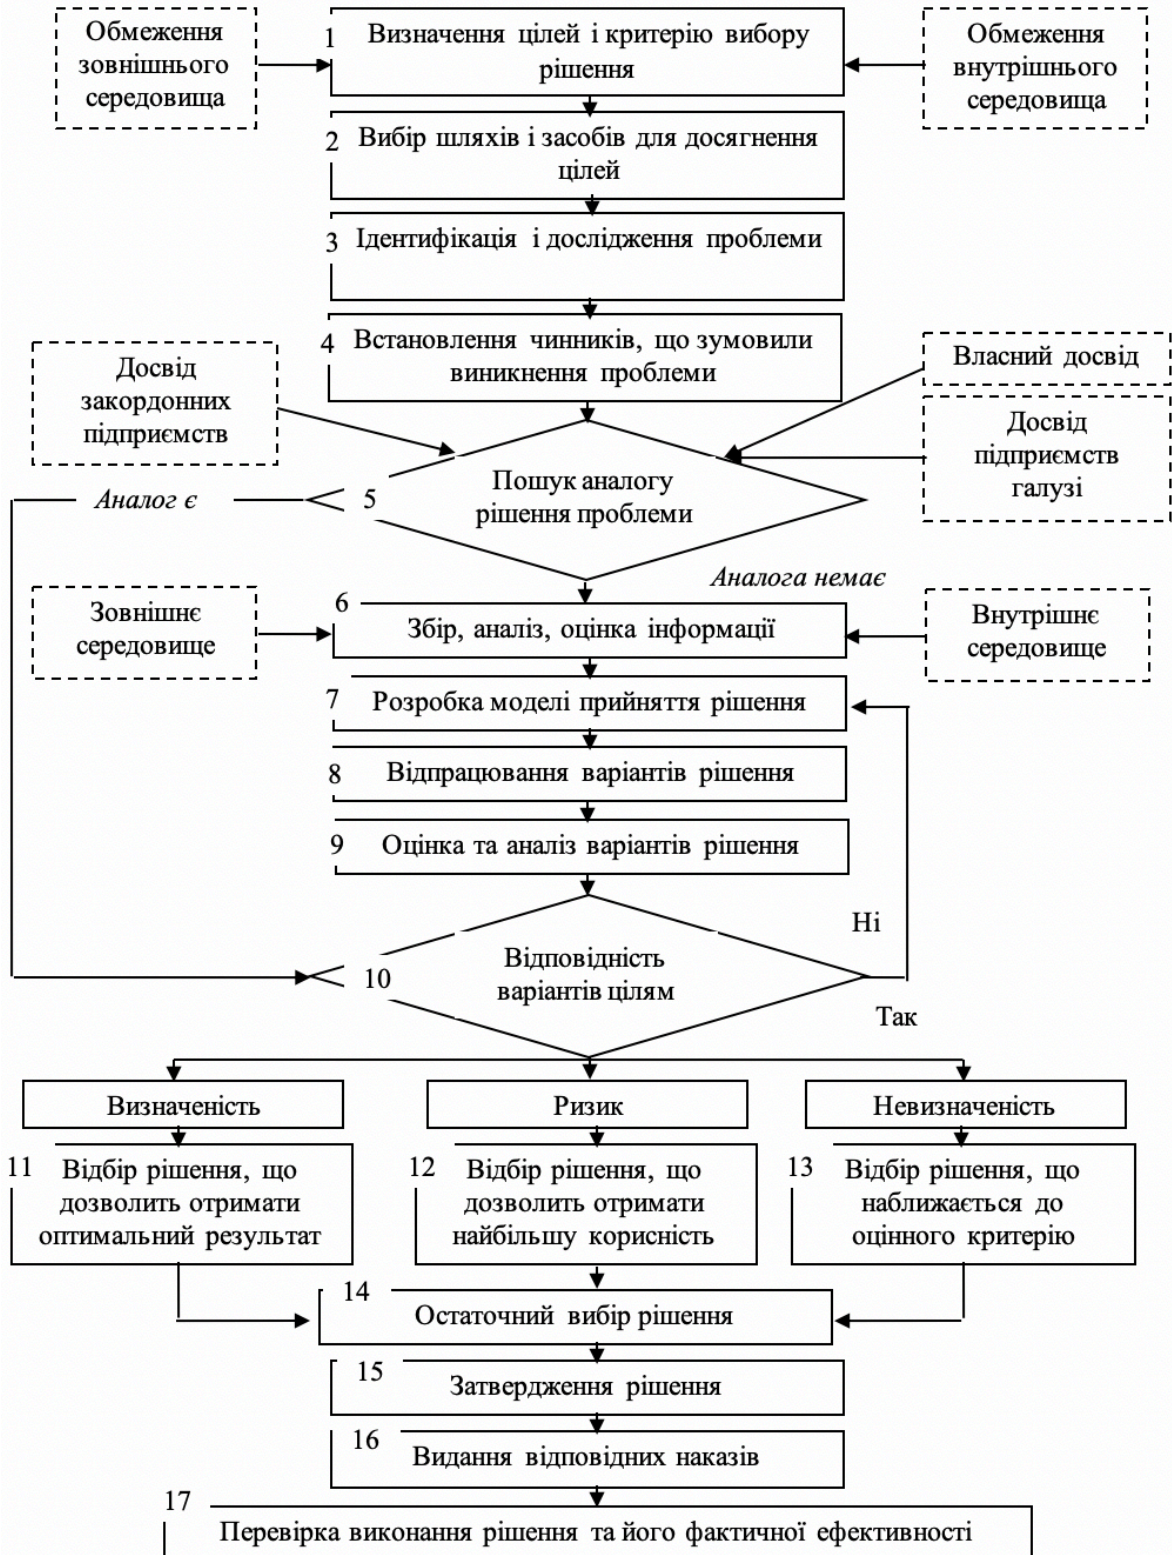 Обмеження
зовнішнього
середовища
1
Визначення цілей і критерію вибору
рішення
Обмеження
внутрішнього
середовища
2
Вибір шляхів і засобів для досягнення
цілей
3
Ідентифікація і дослідження проблеми
4
Встановлення чинників, що зумовили
виникнення проблеми
Досвід
закордонних
підприємств
Власний досвід
Досвід
підприємств
галузі
Аналог є
5
Пошук аналогу
рішення проблеми
Аналога немає
Зовнішнє
середовище
6
Збір, аналіз, оцінка інформації
Внутрішнє
середовище
7
Розробка моделі прийняття рішення
8
Відпрацювання варіантів рішення
9
Оцінка та аналіз варіантів рішення
Ні
10
Відповідність
варіантів цілям
Так
Визначеність
Ризик
Невизначеність
11
Відбір рішення, що
дозволить отримати
оптимальний результат
12
Відбір рішення, що
дозволить отримати
найбільшу корисність
13
Відбір рішення, що
наближається до
оцінного критерію
14
Остаточний вибір рішення
15
Затвердження рішення
16
Видання відповідних наказів
17
Перевірка виконання рішення та його фактичної ефективності